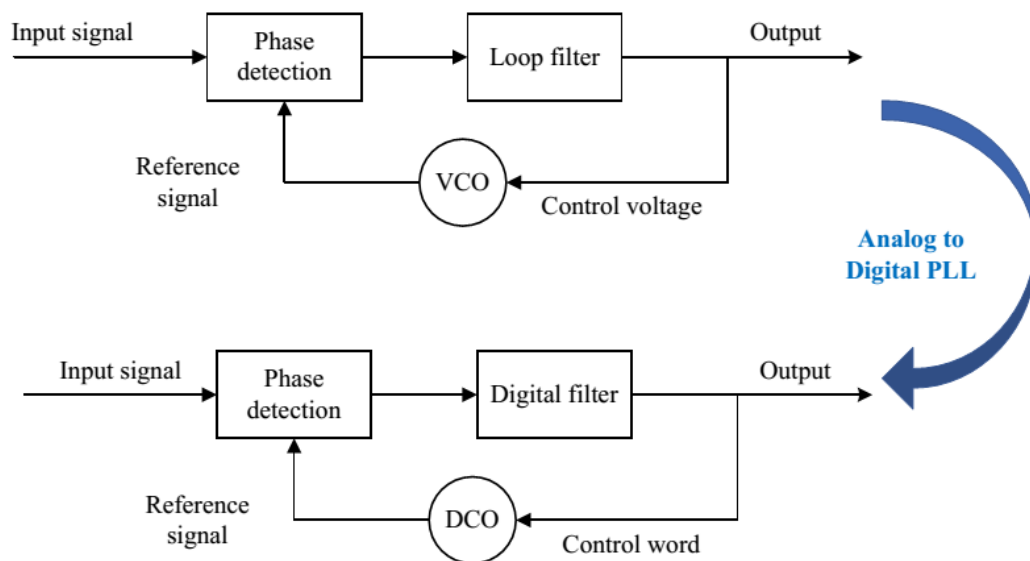 Input signal
Phase
detection
Loop filter
Output
Reference
signal
VCO
Control voltage
Analog to
Digital PLL
Input signal
Phase
detection
Digital filter
Output
Reference
signal
DCO
Control word